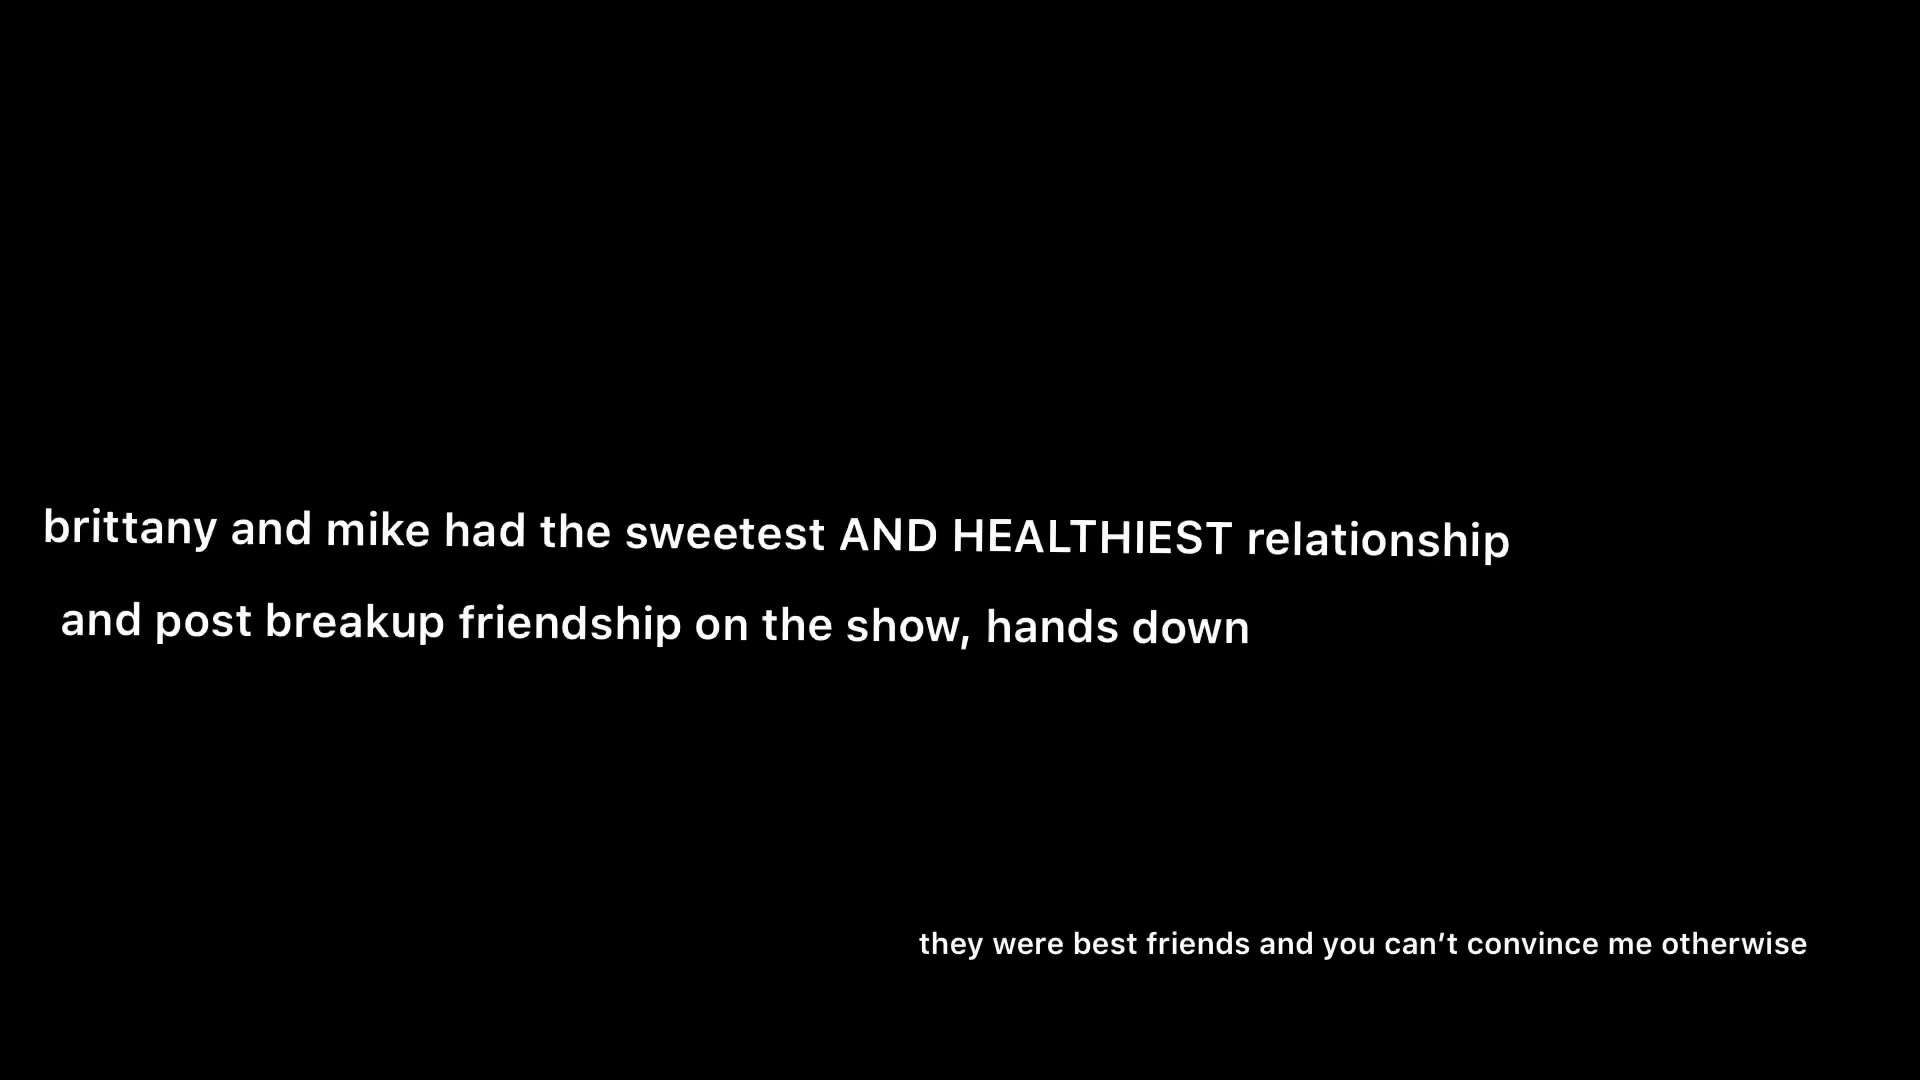 brittany and mike had the sweetest AND HEALTHIEST relationship
and post breakup friendship on the show, hands down
they were best friends and you can’t convince me otherwise